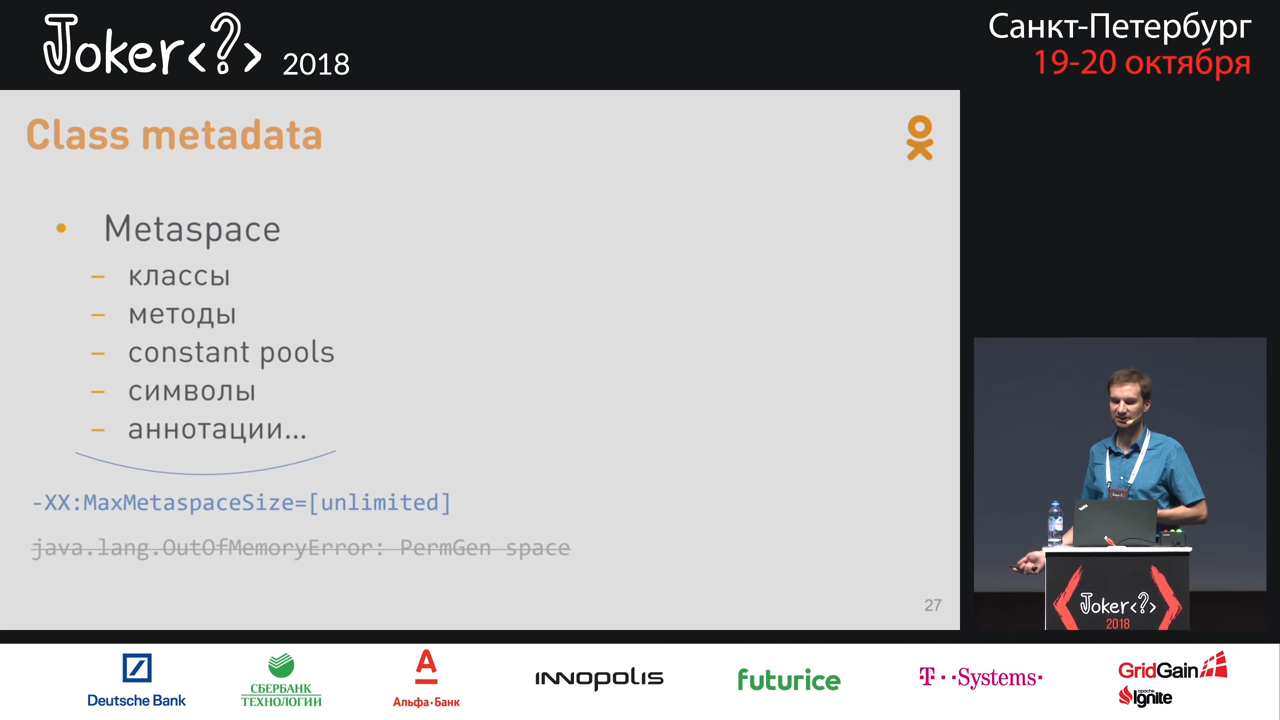 Joker<?> 2018
Санкт-Петербург
19-20 октября
Class metadata
• Metaspace
– классы
– методы
– constant pools
– символы
– аннотации...
-XX:MaxMetaspaceSize=[unlimited]
java.lang.OutOfMemoryError: PermGen space
27
Joker<?>
2018
Deutsche Bank
СБЕРБАНК
ТЕХНОЛОГИИ
А
Альфа·Банк
INNOPOLIS
futurice
T··Systems·
GridGain
APACHE
Ignite